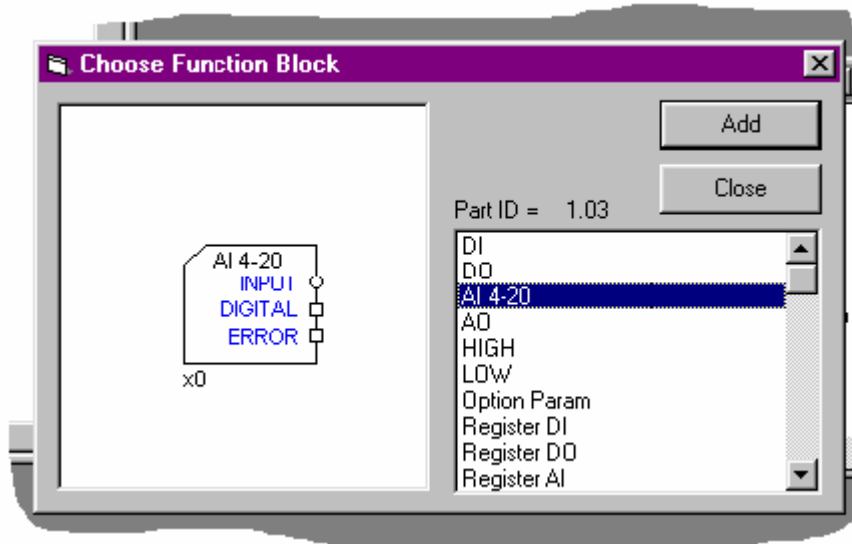 Choose Function Block
Add
Close
Part ID = 1.03
AI 4-20
INPUT
DIGITAL
ERROR
x0
DI
DO
AI 4-20
AO
HIGH
LOW
Option Param
Register DI
Register DO
Register AI